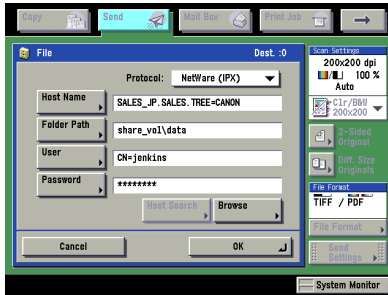 Copy
Send
Mail Box
Print Job
File
Dest. :0
Protocol:
NetWare (IPX)
Host Name
SALES_JP.SALES.TREE=CANON
Folder Path
share_vol\data
User
CN=jenkins
Password
********
Host Search
Browse
Cancel
OK
Scan Settings
200x200 dpi
100 %
Auto
Clr/B&W
200x200
2-Sided
Original
Diff. Size
Originals
File Format
TIFF / PDF
File Format
Send
Settings
System Monitor